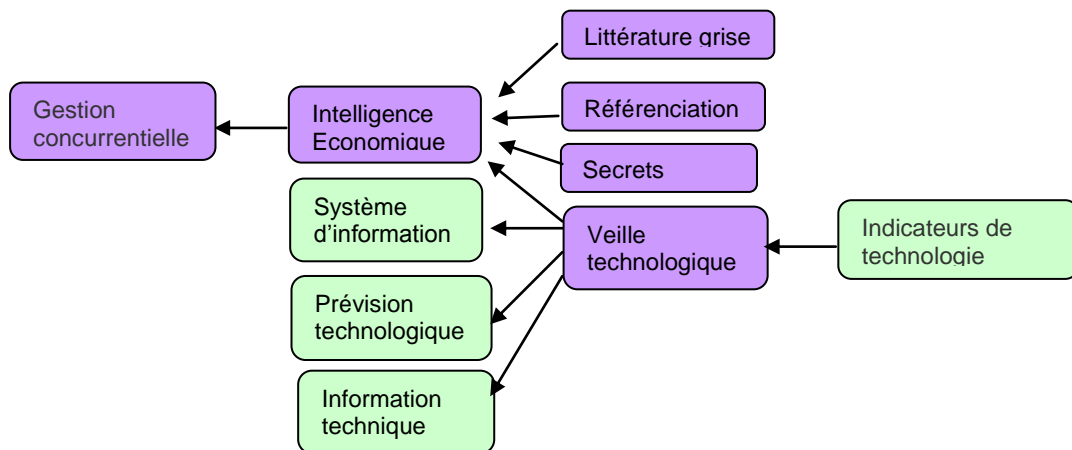 Littérature grise
Gestion
concurrentielle
Intelligence
Economique
Référenciation
Secrets
Système
d'information
Veille
technologique
Indicateurs de
technologie
Prévision
technologique
Information
technique